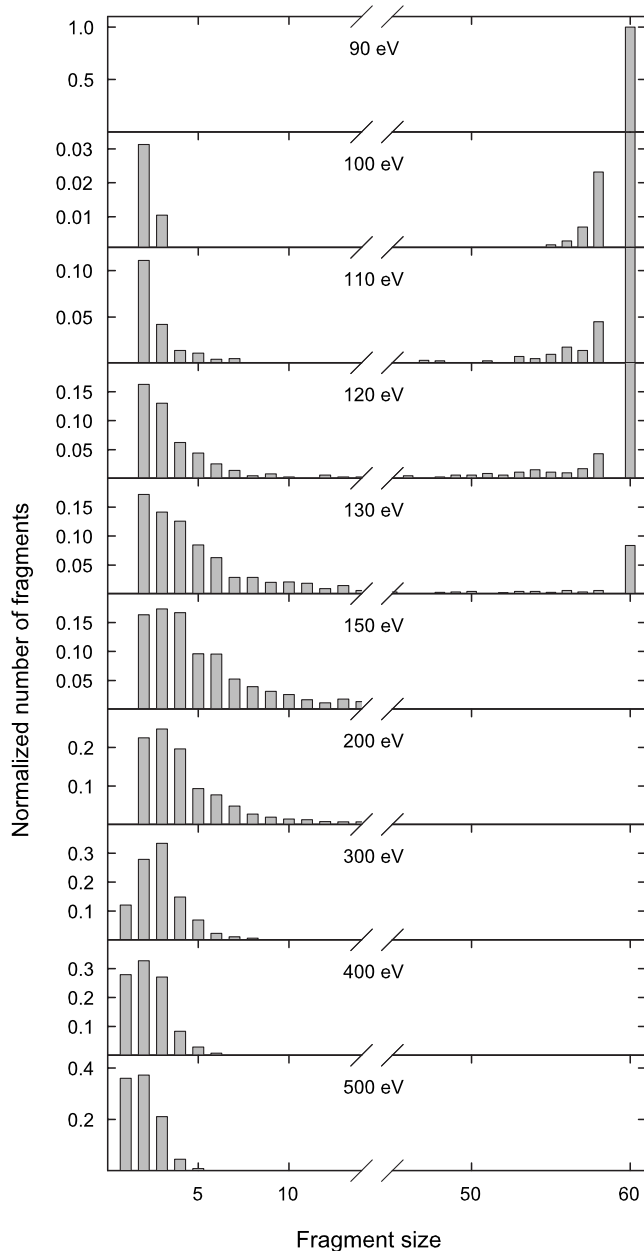 1.0
90 eV
0.5
0.03
100 eV
0.02
0.01
0.10
110 eV
0.05
0.15
120 eV
0.10
0.05
0.15
130 eV
0.10
0.05
0.15
150 eV
0.10
0.05
0.2
200 eV
0.1
0.3
300 eV
0.2
0.1
0.3
400 eV
0.2
0.1
0.4
500 eV
0.2
5 10 50 60
Fragment size
Normalized number of fragments